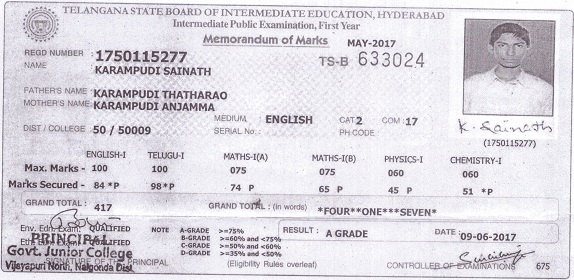 TELANGANA STATE BOARD OF INTERMEDIATE EDUCATION, HYDERABAD
Intermediate Public Examination, First Year
Memorandum of Marks
MAY-2017
REGD NUMBER : 1750115277
TS-B 633024
NAME KARAMPUDI SAINATH
FATHER'S NAME KARAMPUDI THATHARAO
MOTHER'S NAME KARAMPUDI ANJAMMA
MEDIUM ENGLISH CAT 2 COM : 17
K. Sainath
DIST / COLLEGE 50 / 50009 SERIAL No. : PH CODE
(1750115277)
ENGLISH-I TELUGU-I MATHS-I(A) MATHS-I(B) PHYSICS-I CHEMISTRY-I
Max. Marks - 100 100 075 075 060 060
Marks Secured - 84 *P 98*P 74 P 65 P 45 P 51 *P
GRAND TOTAL : 417 GRAND TOTAL : (in words) *FOUR**ONE***SEVEN*
Env. Edn. Exam: QUALIFIED NOTE A-GRADE >=75% RESULT : A GRADE DATE : 09-06-2017
QUALIFIED B-GRADE >=60% and <75%
PRINCIPAL C-GRADE >=50% and <60%
Govt. Junior College D-GRADE >=35% and <50%
Vijayapuri North, Nalgonda Dist.
SIGNATURE OF THE PRINCIPAL (Eligibility Rules overleaf) CONTROLLER OF EXAMINATIONS 675